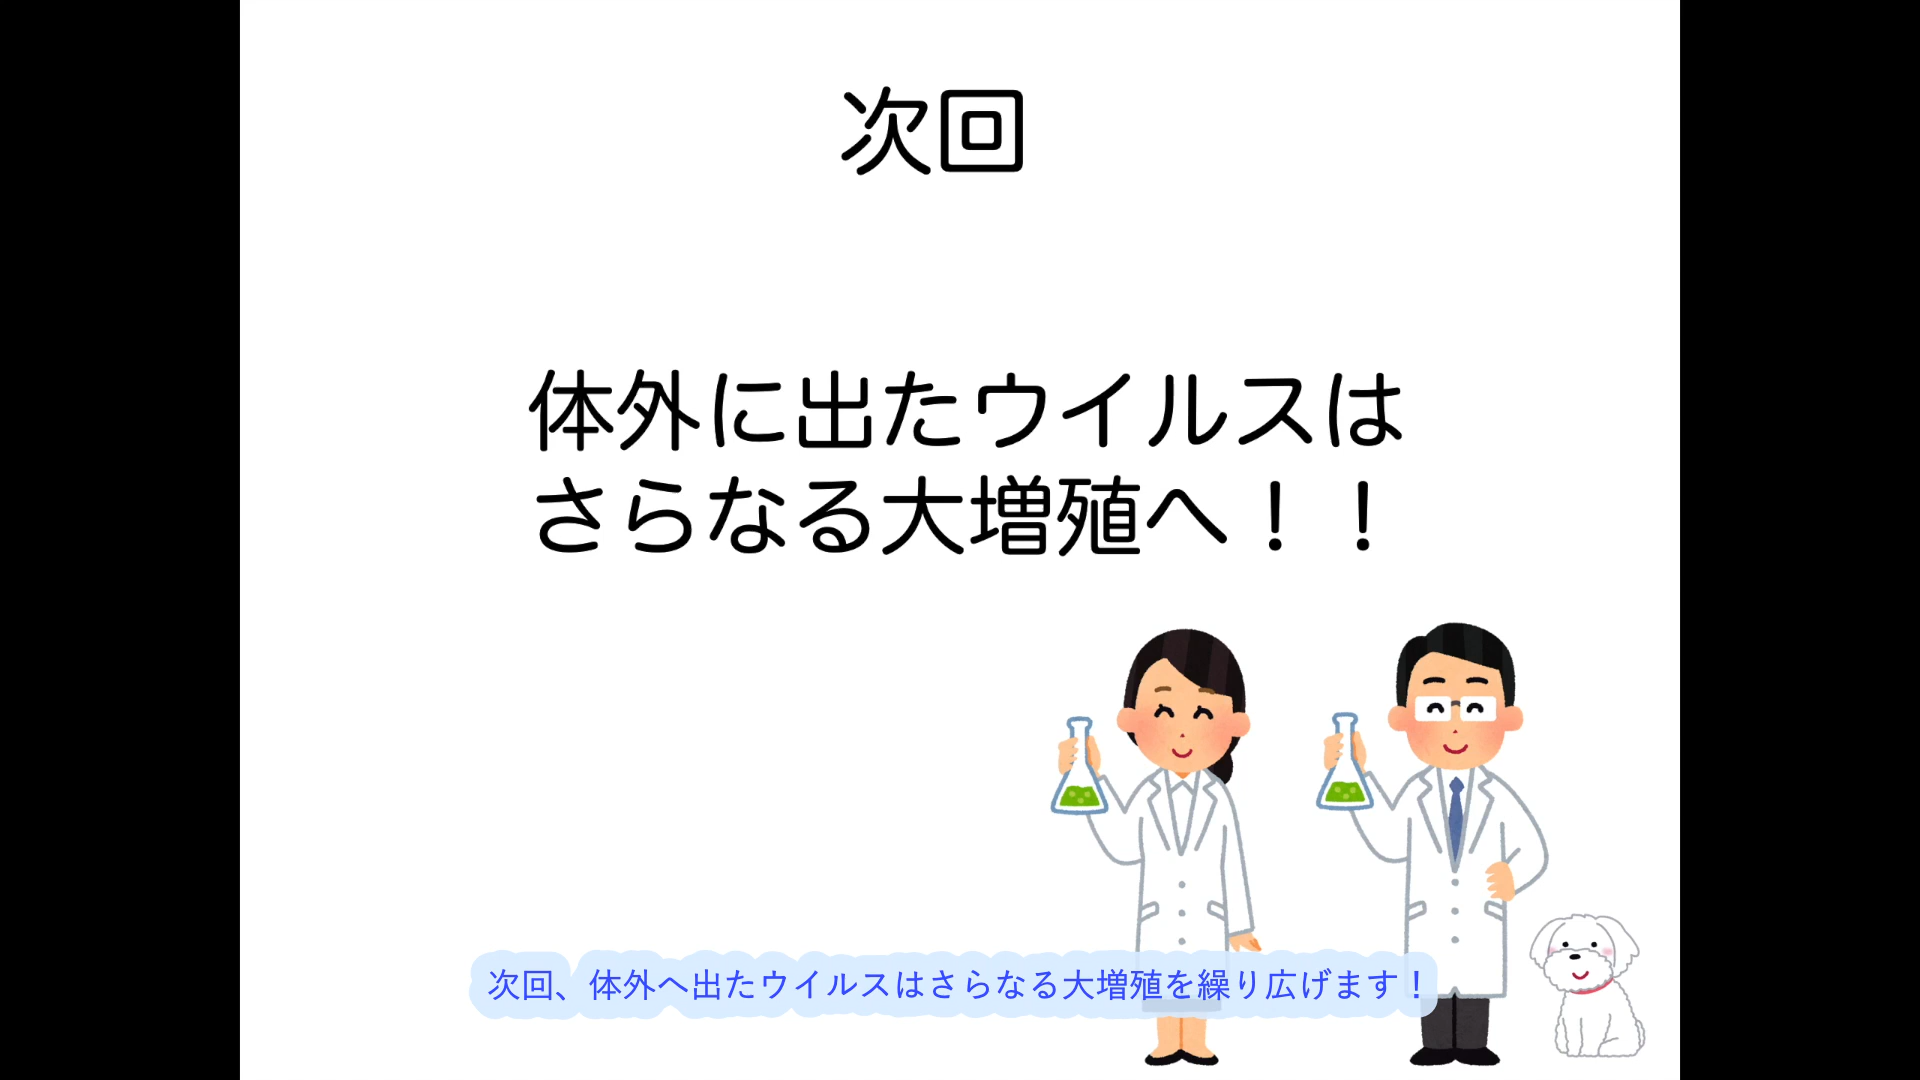 次回
体外に出たウイルスは
さらなる大増殖へ！！
次回、体外へ出たウイルスはさらなる大増殖を繰り広げます！